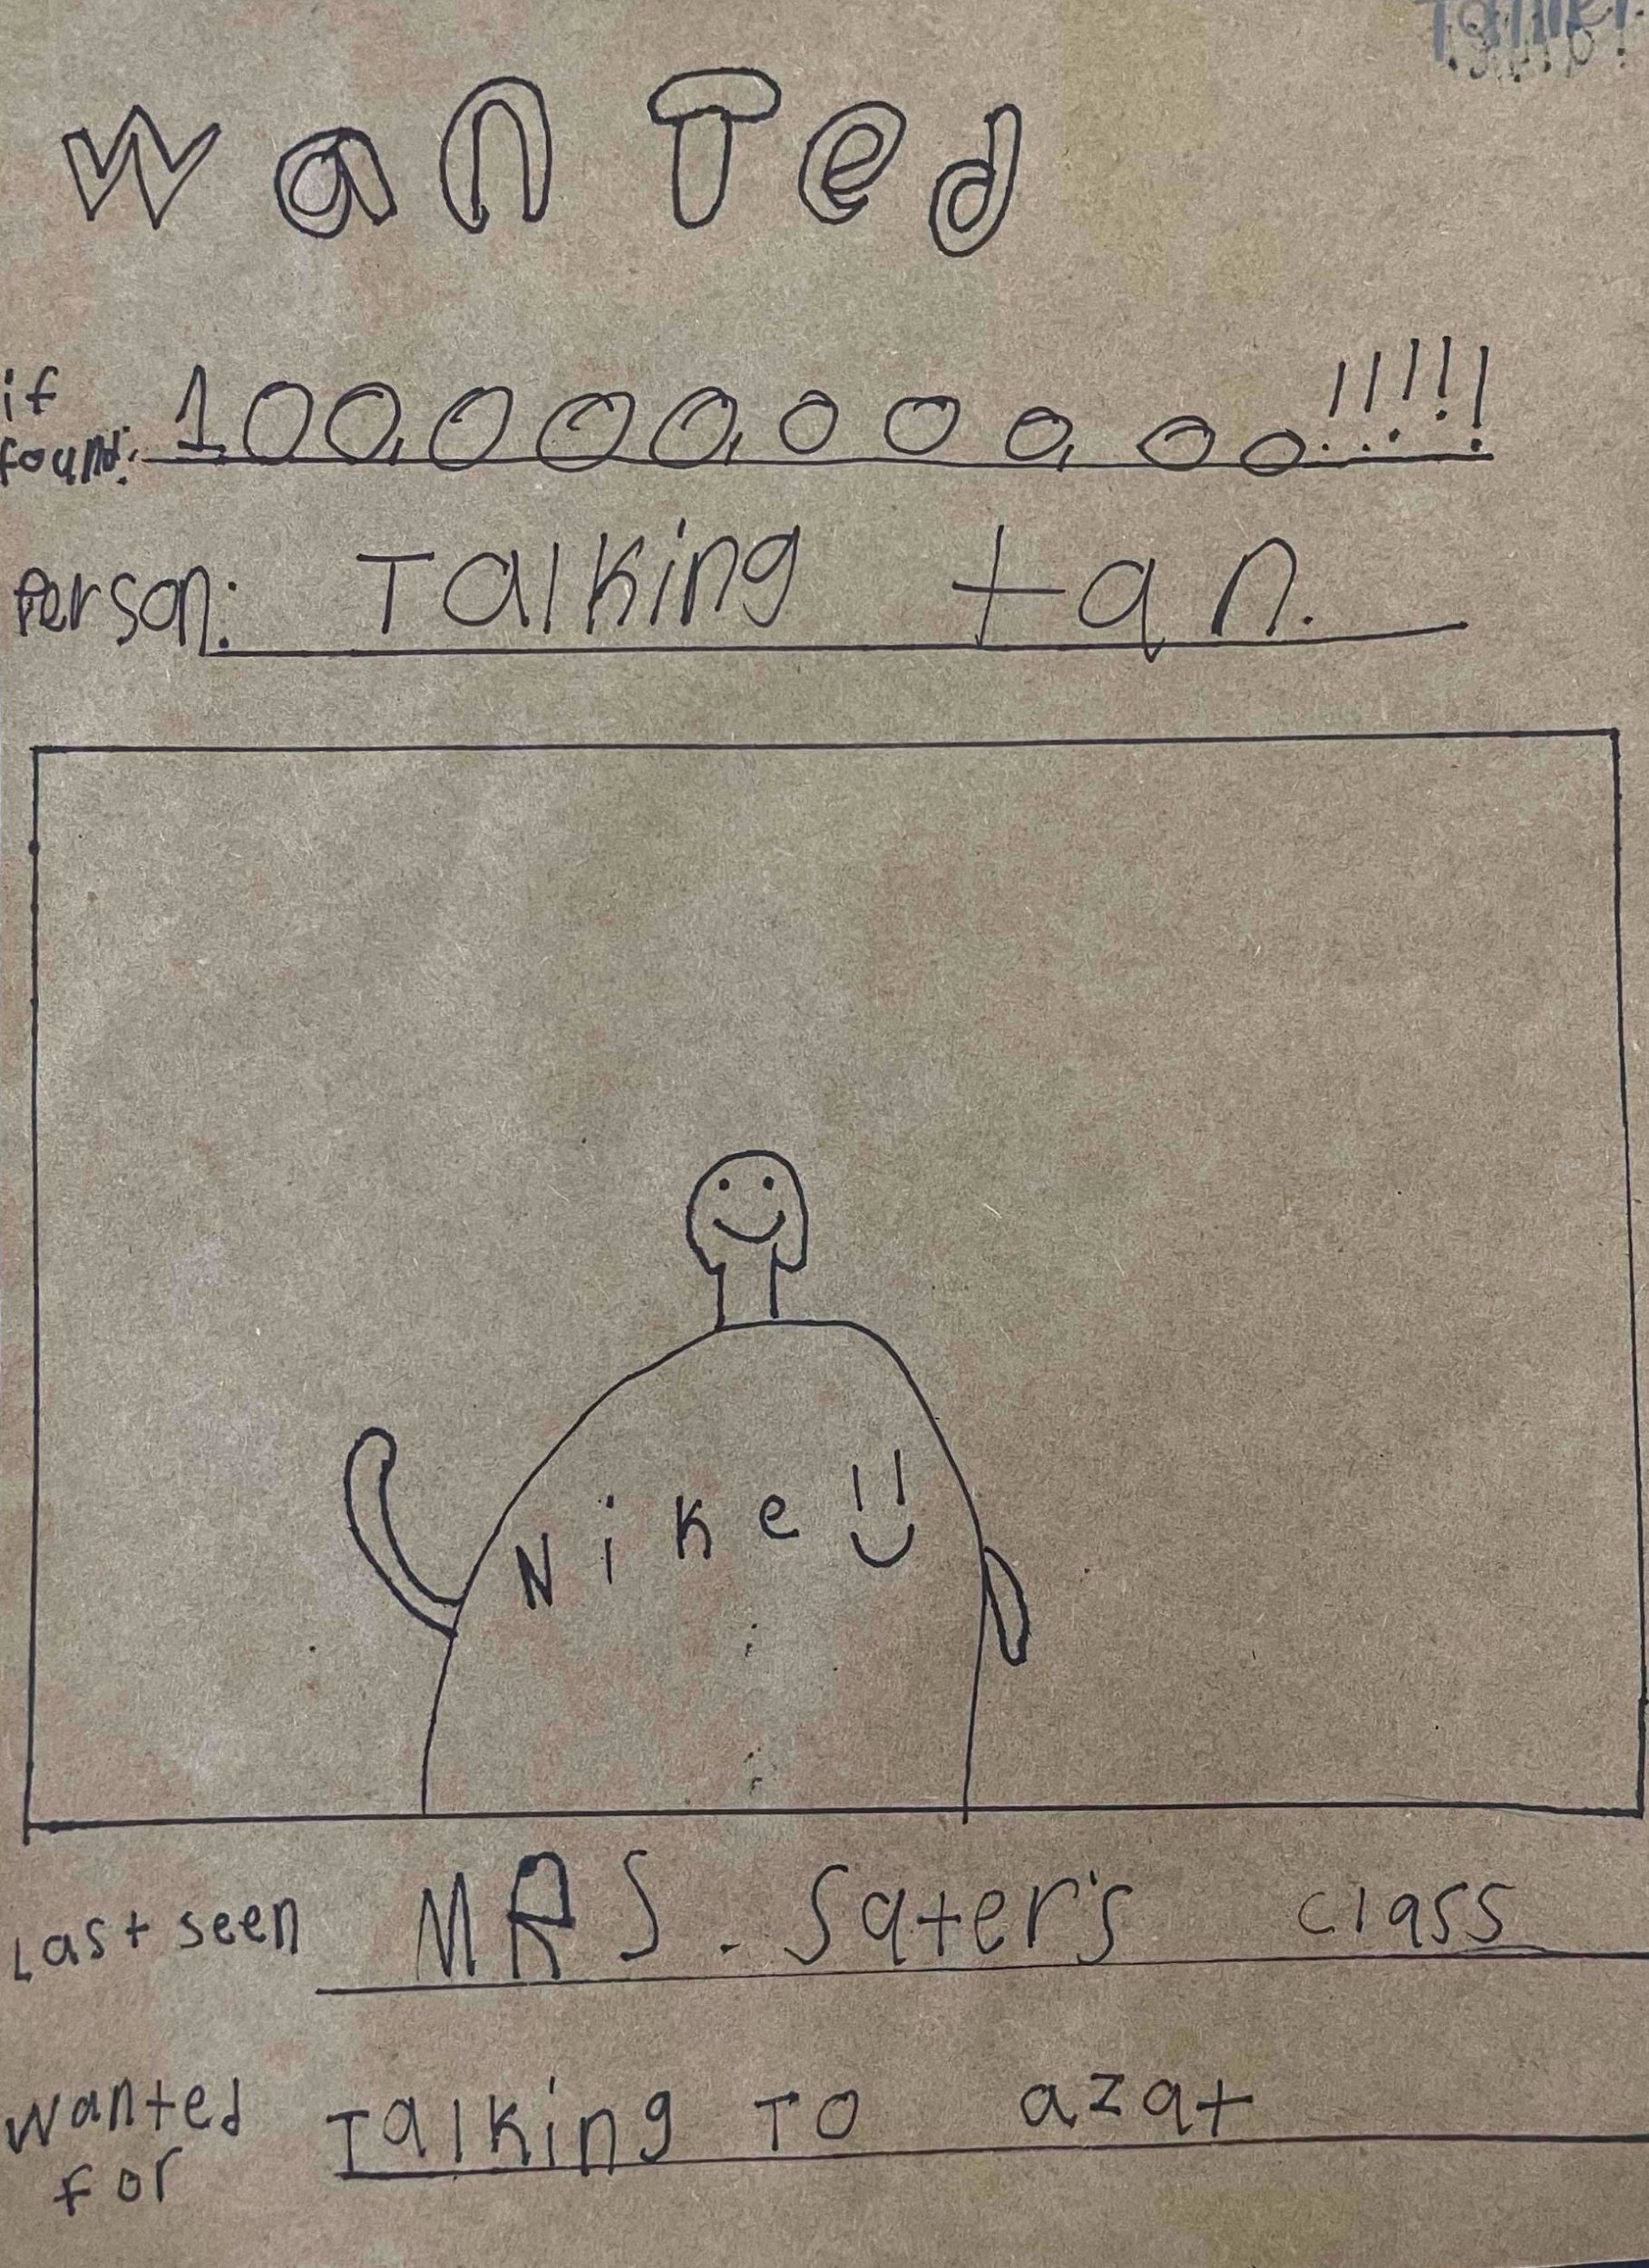 wanTed
if found: 100,000,000,00!!!!!
Person: Talking tan.
Nike
Last seen MRS. Sater's class
wanted for Talking To azat